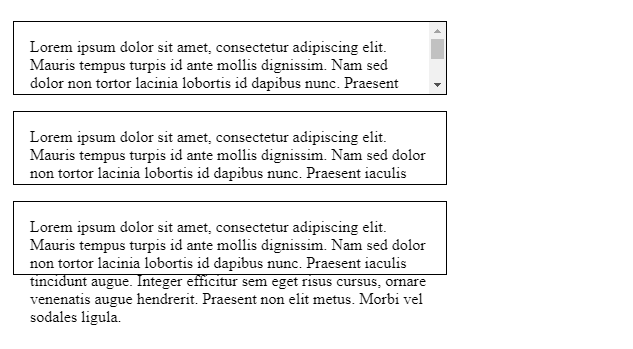 Lorem ipsum dolor sit amet, consectetur adipiscing elit.
Mauris tempus turpis id ante mollis dignissim. Nam sed
dolor non tortor lacinia lobortis id dapibus nunc. Praesent
Lorem ipsum dolor sit amet, consectetur adipiscing elit.
Mauris tempus turpis id ante mollis dignissim. Nam sed dolor
non tortor lacinia lobortis id dapibus nunc. Praesent iaculis
Lorem ipsum dolor sit amet, consectetur adipiscing elit.
Mauris tempus turpis id ante mollis dignissim. Nam sed dolor
non tortor lacinia lobortis id dapibus nunc. Praesent iaculis
tincidunt augue. Integer efficitur sem eget risus cursus, ornare
venenatis augue hendrerit. Praesent non elit metus. Morbi vel
sodales ligula.